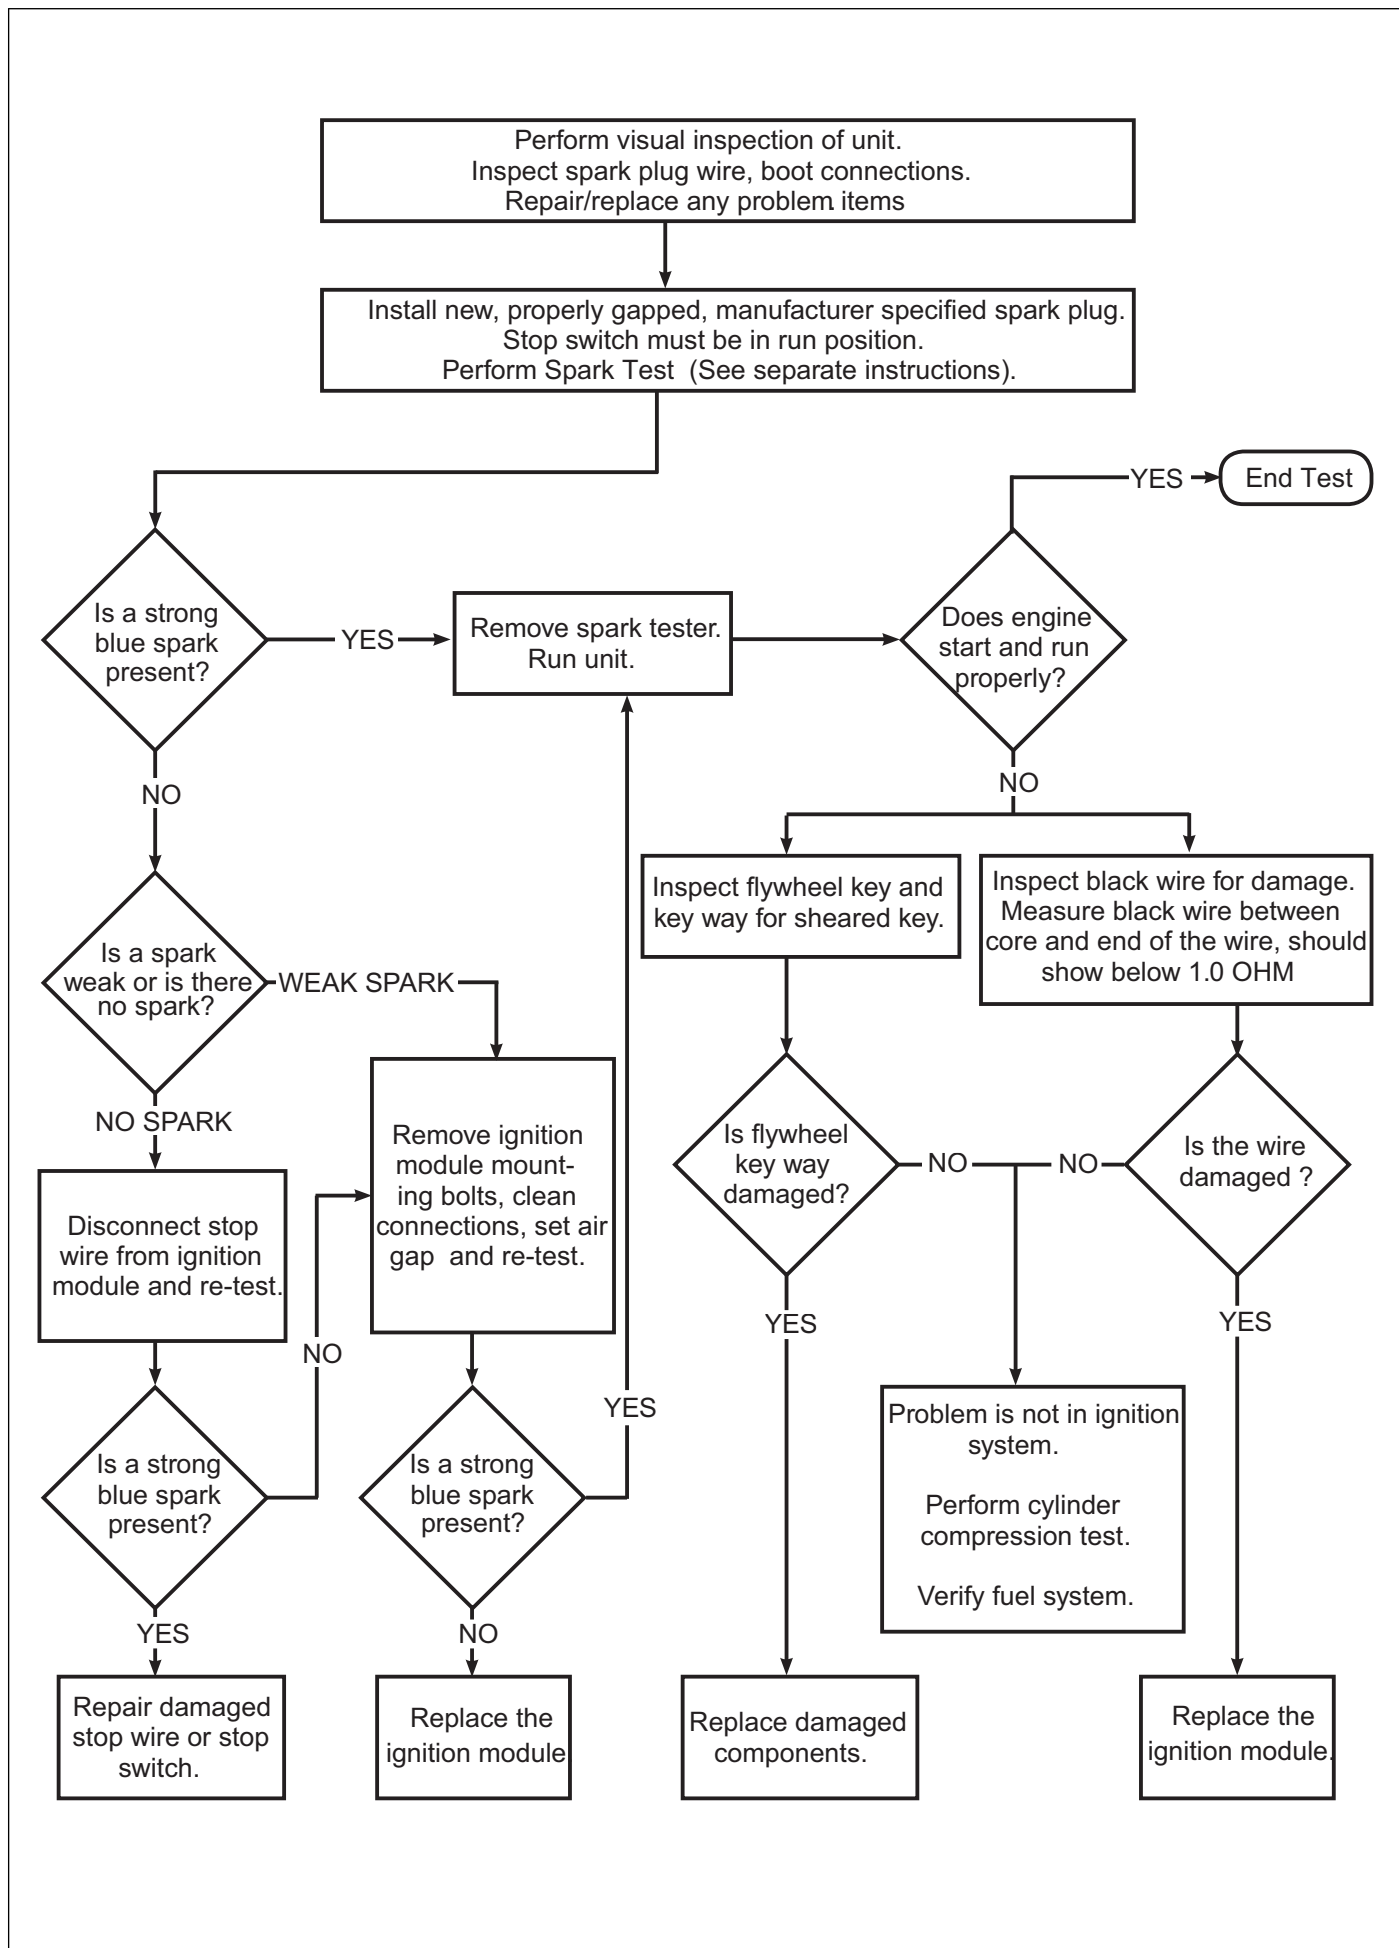 Perform visual inspection of unit.
Inspect spark plug wire, boot connections.
Repair/replace any problem items
Install new, properly gapped, manufacturer specified spark plug.
Stop switch must be in run position.
Perform Spark Test (See separate instructions).
YES
End Test
Is a strong
blue spark
present?
YES
Remove spark tester.
Run unit.
Does engine
start and run
properly?
NO
NO
Inspect flywheel key and
key way for sheared key.
Inspect black wire for damage.
Measure black wire between
core and end of the wire, should
show below 1.0 OHM
Is a spark
weak or is there
no spark?
WEAK SPARK
NO SPARK
Remove ignition
module mount-
ing bolts, clean
connections, set air
gap and re-test.
Is flywheel
key way
damaged?
NO
NO
Is the wire
damaged ?
Disconnect stop
wire from ignition
module and re-test.
NO
YES
YES
YES
Is a strong
blue spark
present?
Is a strong
blue spark
present?
Problem is not in ignition
system.
Perform cylinder
compression test.
Verify fuel system.
YES
NO
Repair damaged
stop wire or stop
switch.
Replace the
ignition module
Replace damaged
components.
Replace the
ignition module.